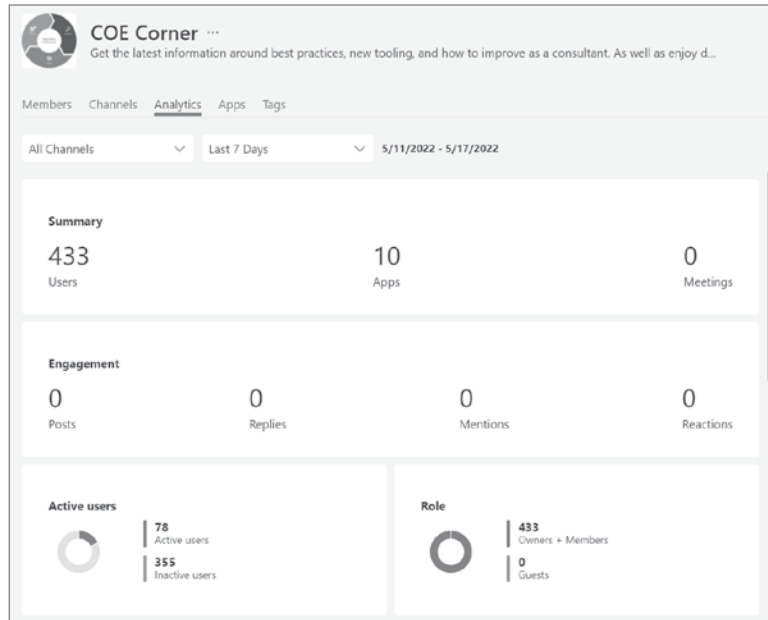 COE Corner ...
Get the latest information around best practices, new tooling, and how to improve as a consultant. As well as enjoy d...
Members Channels Analytics Apps Tags
All Channels Last 7 Days 5/11/2022 - 5/17/2022
Summary
433 10 0
Users Apps Meetings
Engagement
0 0 0 0
Posts Replies Mentions Reactions
Active users
78
Active users
355
Inactive users
Role
433
Owners + Members
0
Guests